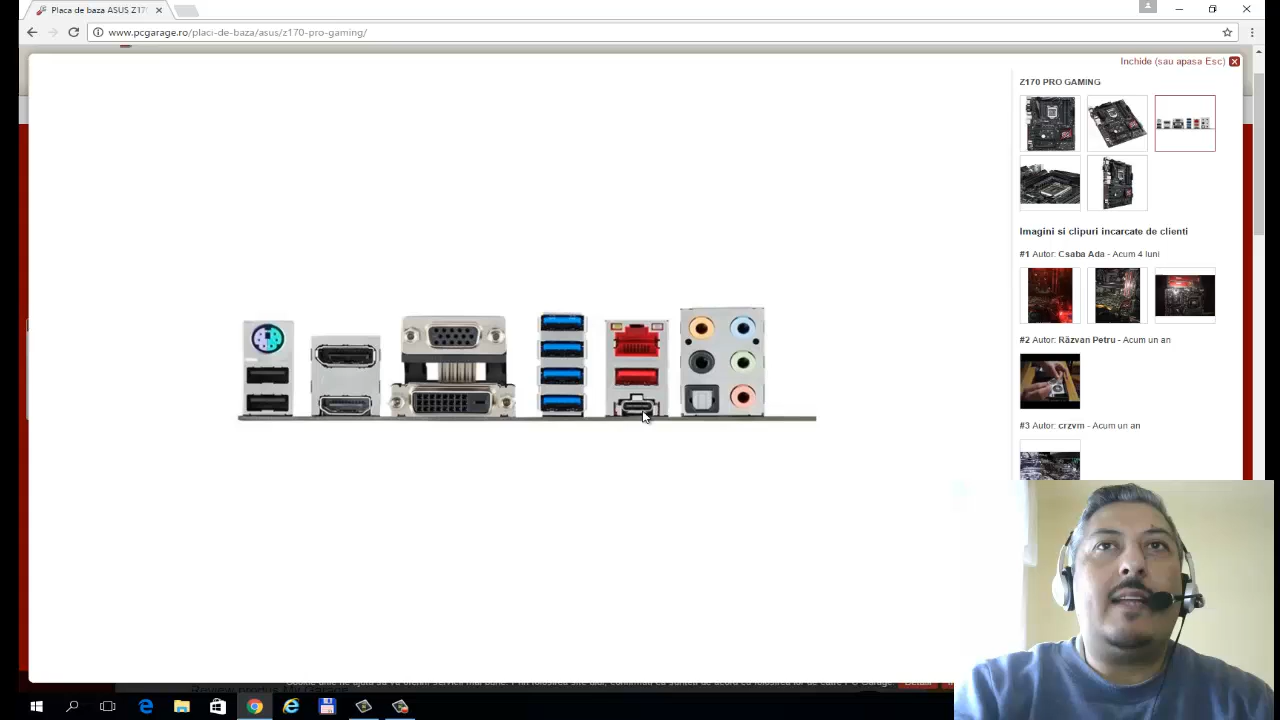 Placa de baza ASUS Z17
www.pcgarage.ro/placi-de-baza/asus/z170-pro-gaming/
Inchide (sau apasa Esc)
Z170 PRO GAMING
Imagini si clipuri incarcate de clienti
#1 Autor: Csaba Ada - Acum 4 luni
#2 Autor: Răzvan Petru - Acum un an
#3 Autor: crzvm - Acum un an